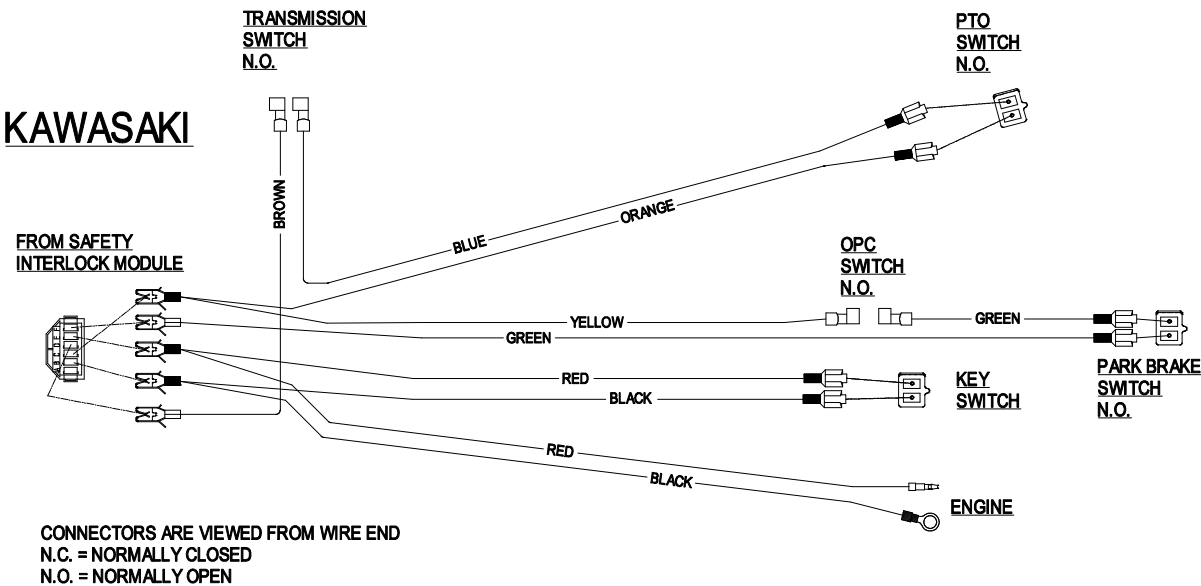 TRANSMISSION
SWITCH
N.O.
PTO
SWITCH
N.O.
KAWASAKI
BROWN
BLUE
ORANGE
FROM SAFETY
INTERLOCK MODULE
OPC
SWITCH
N.O.
YELLOW
GREEN
GREEN
PARK BRAKE
SWITCH
N.O.
RED
BLACK
KEY
SWITCH
RED
BLACK
ENGINE
CONNECTORS ARE VIEWED FROM WIRE END
N.C. = NORMALLY CLOSED
N.O. = NORMALLY OPEN